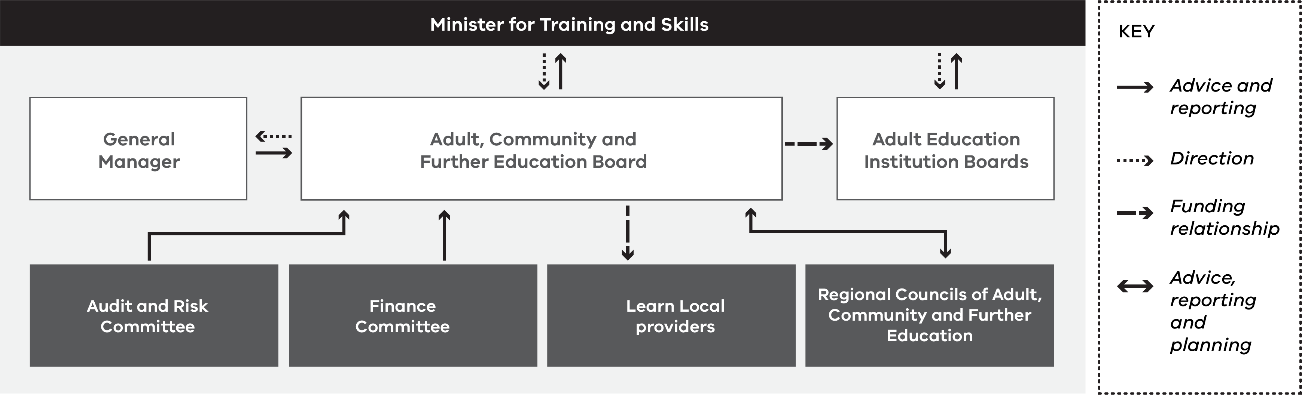 Minister for Training and Skills
General
Manager
Adult, Community and
Further Education Board
Adult Education
Institution Boards
Audit and Risk
Committee
Finance
Committee
Learn Local
providers
Regional Councils of Adult,
Community and Further
Education
KEY
Advice and
reporting
Direction
Funding
relationship
Advice,
reporting
and
planning